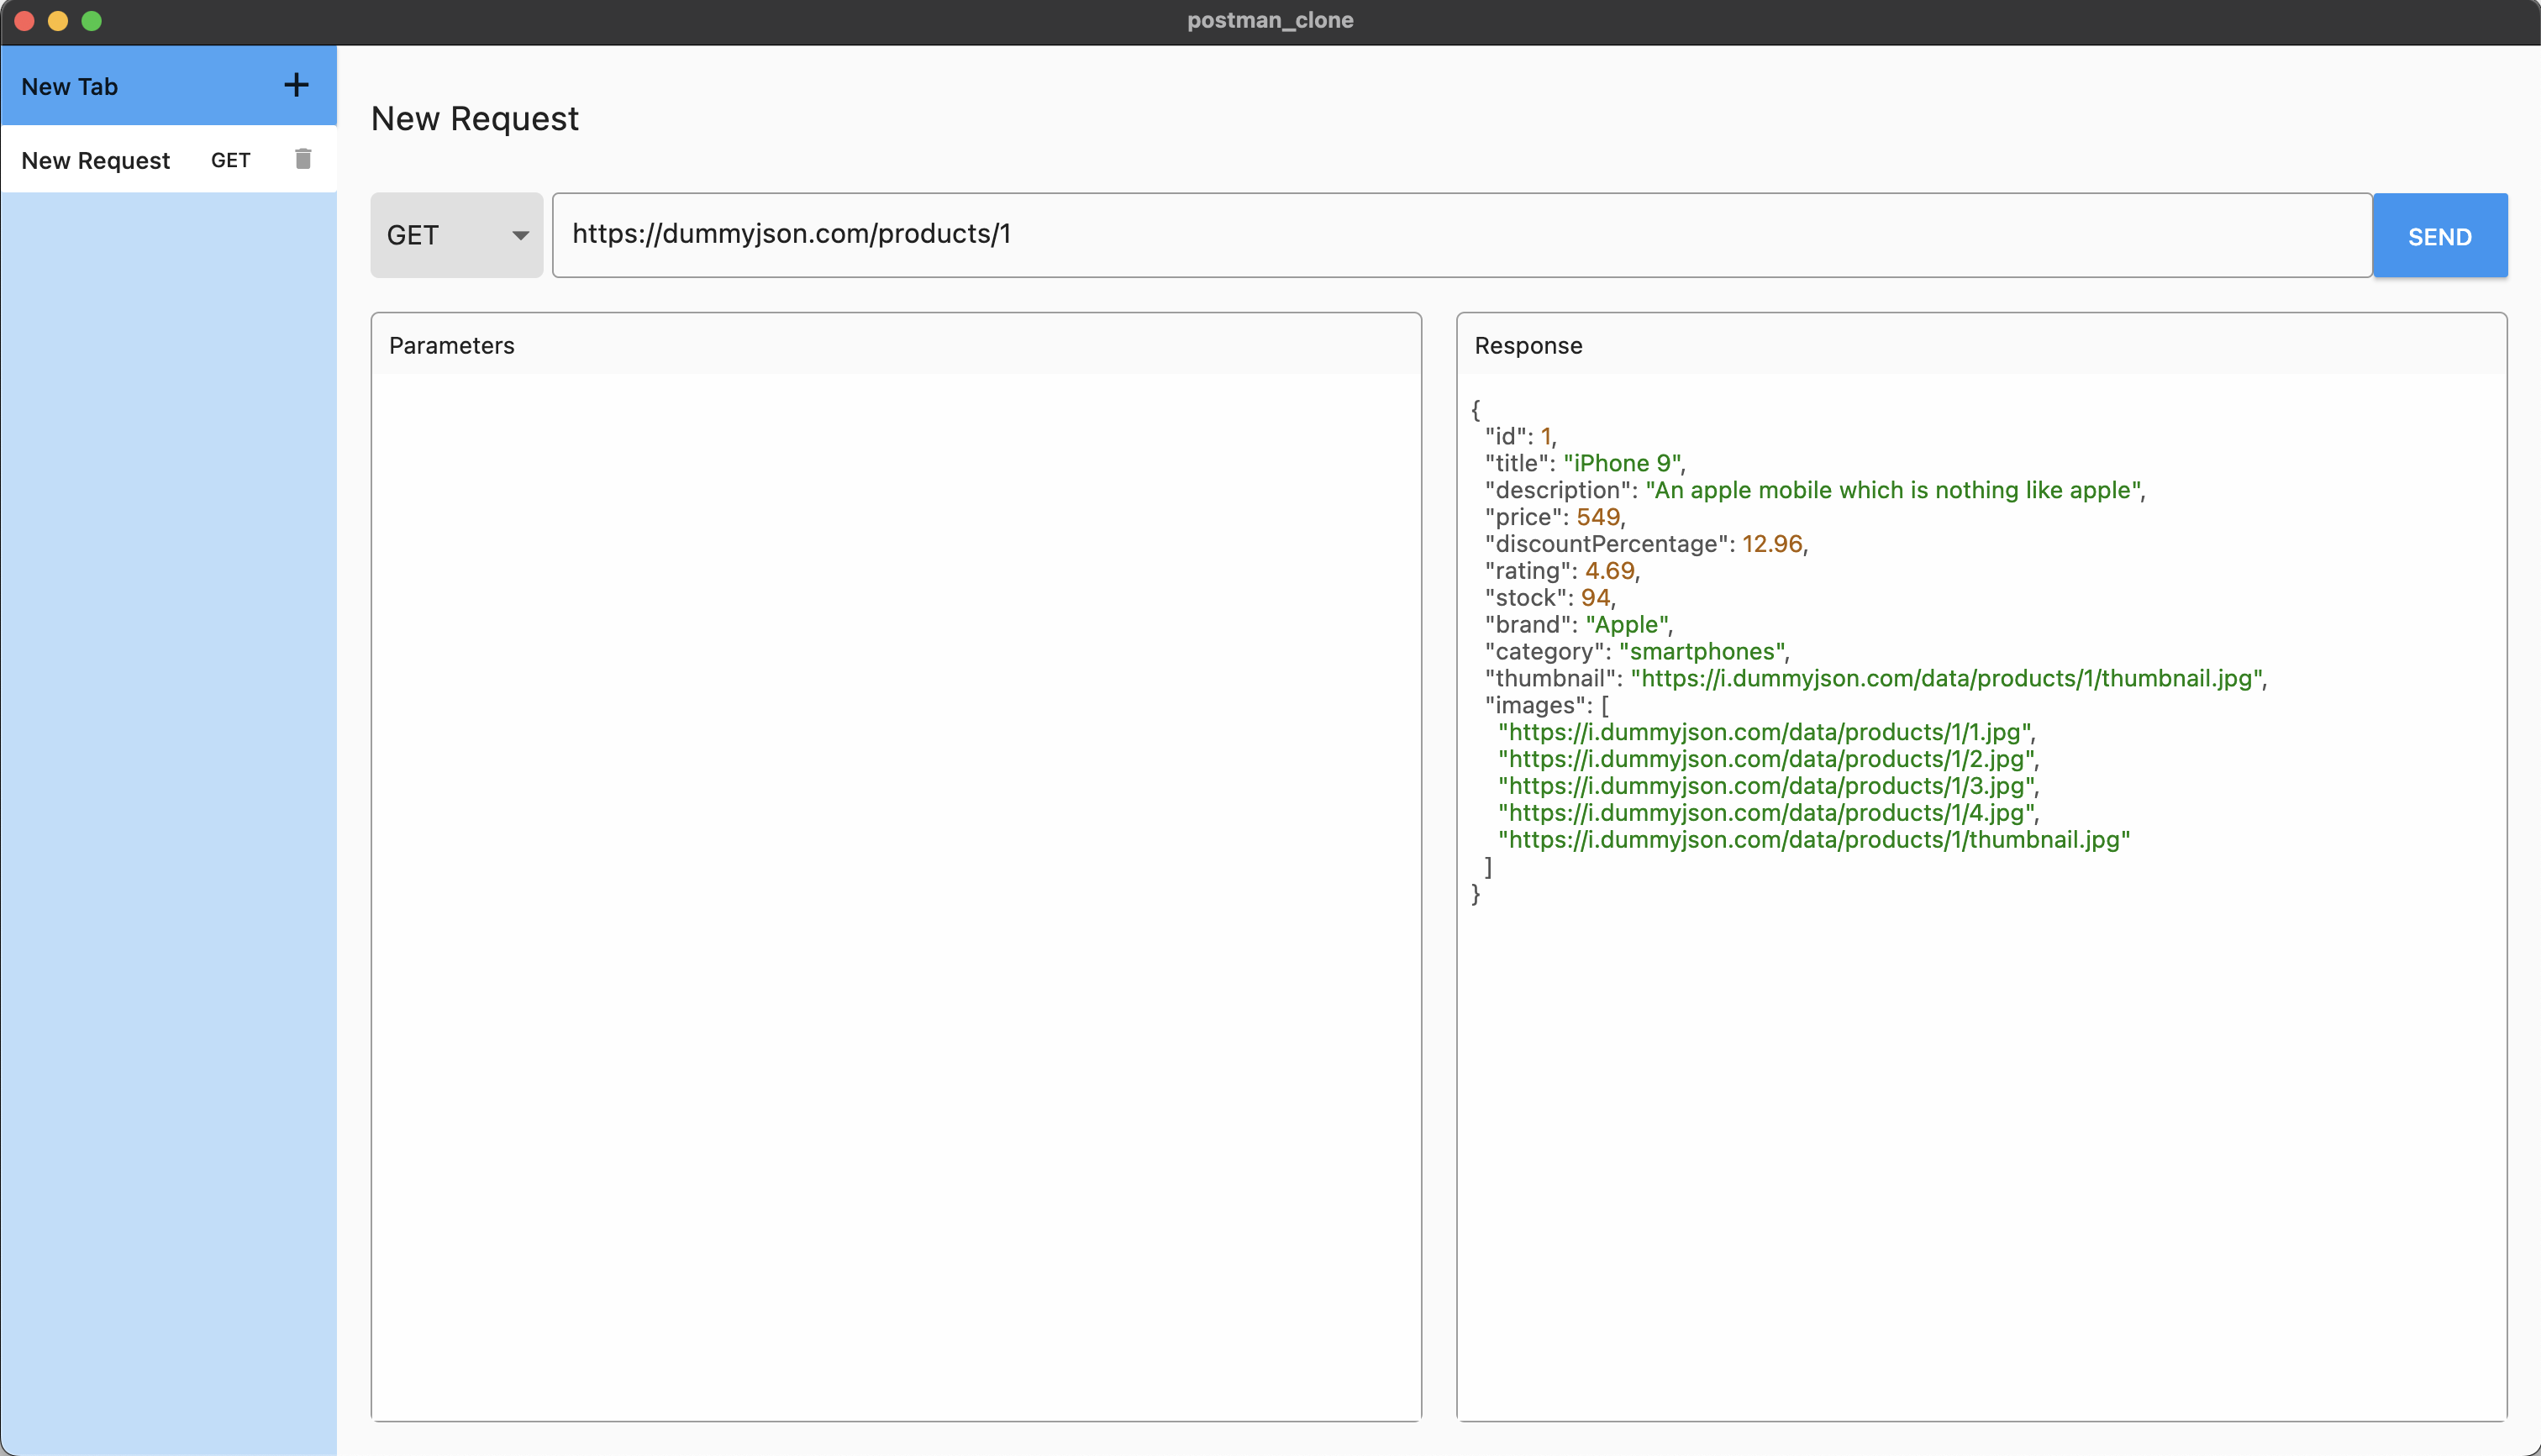 postman_clone
New Tab
New Request GET
New Request
GET https://dummyjson.com/products/1 SEND
Parameters
Response
{
"id": 1,
"title": "iPhone 9",
"description": "An apple mobile which is nothing like apple",
"price": 549,
"discountPercentage": 12.96,
"rating": 4.69,
"stock": 94,
"brand": "Apple",
"category": "smartphones",
"thumbnail": "https://i.dummyjson.com/data/products/1/thumbnail.jpg",
"images": [
"https://i.dummyjson.com/data/products/1/1.jpg",
"https://i.dummyjson.com/data/products/1/2.jpg",
"https://i.dummyjson.com/data/products/1/3.jpg",
"https://i.dummyjson.com/data/products/1/4.jpg",
"https://i.dummyjson.com/data/products/1/thumbnail.jpg"
]
}